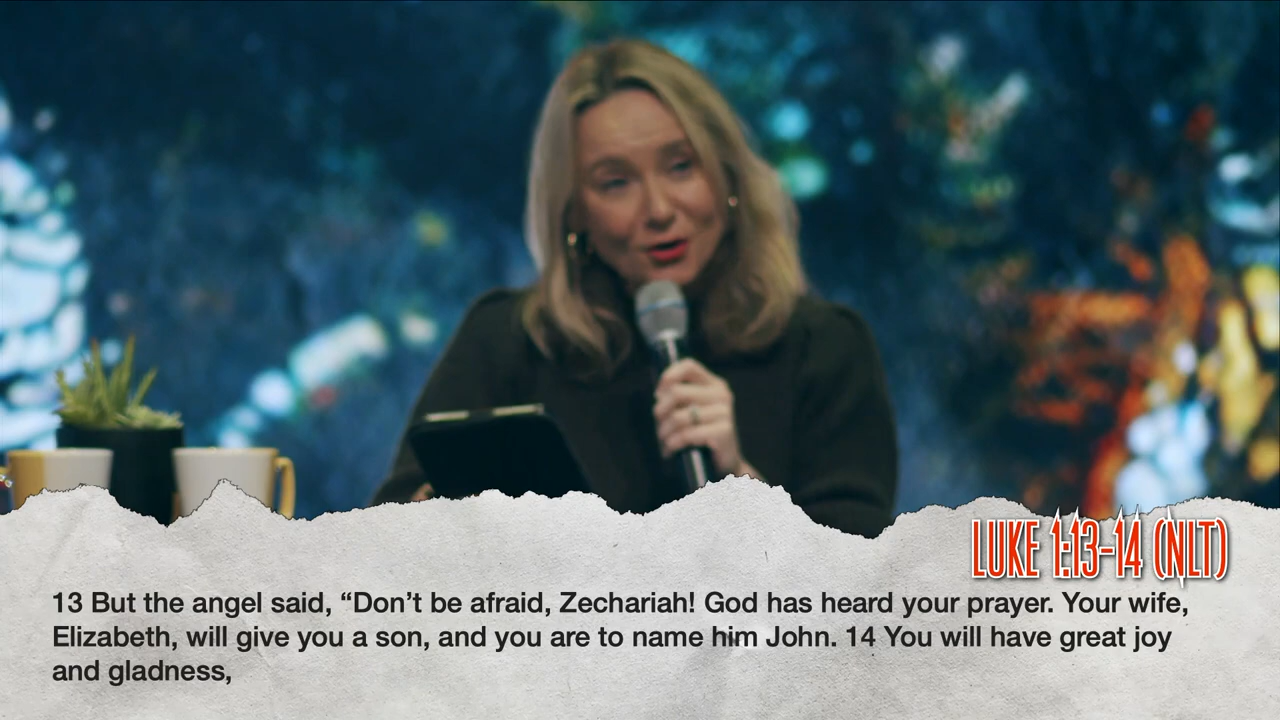 LUKE 1:13-14 (NLT)
13 But the angel said, “Don’t be afraid, Zechariah! God has heard your prayer. Your wife,
Elizabeth, will give you a son, and you are to name him John. 14 You will have great joy
and gladness,